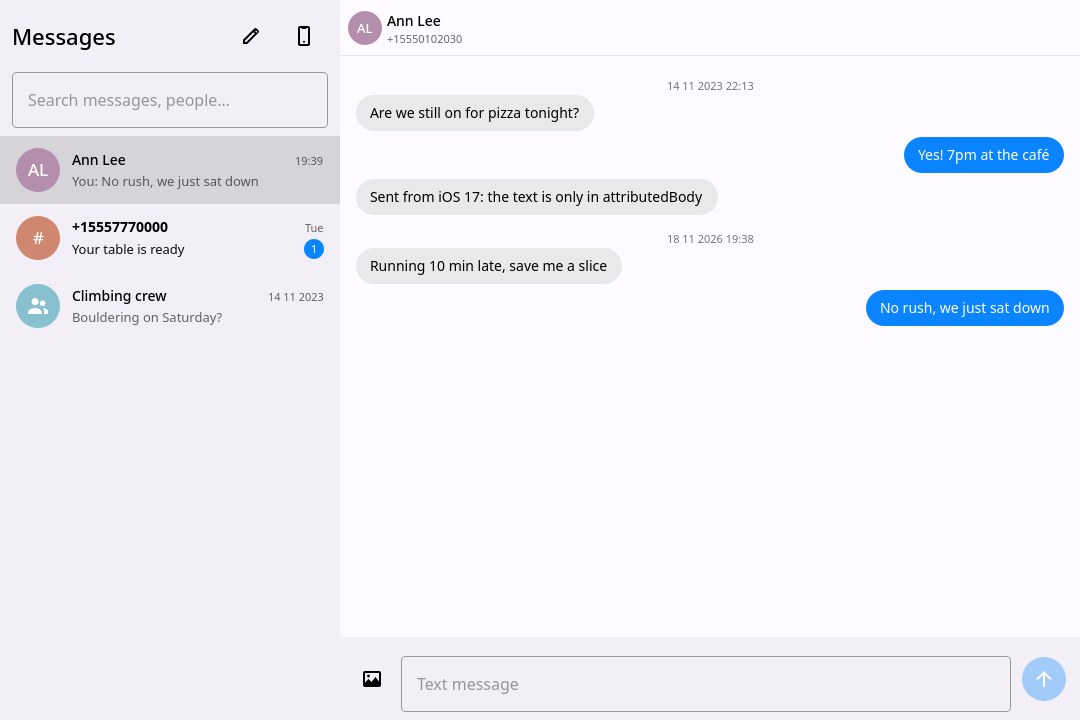 Messages
Search messages, people...
AL
Ann Lee
19:39
You: No rush, we just sat down
#
+15557770000
Tue
Your table is ready
1
Climbing crew
14 11 2023
Bouldering on Saturday?
AL
Ann Lee
+15550102030
14 11 2023 22:13
Are we still on for pizza tonight?
Yes! 7pm at the café
Sent from iOS 17: the text is only in attributedBody
18 11 2026 19:38
Running 10 min late, save me a slice
No rush, we just sat down
Text message